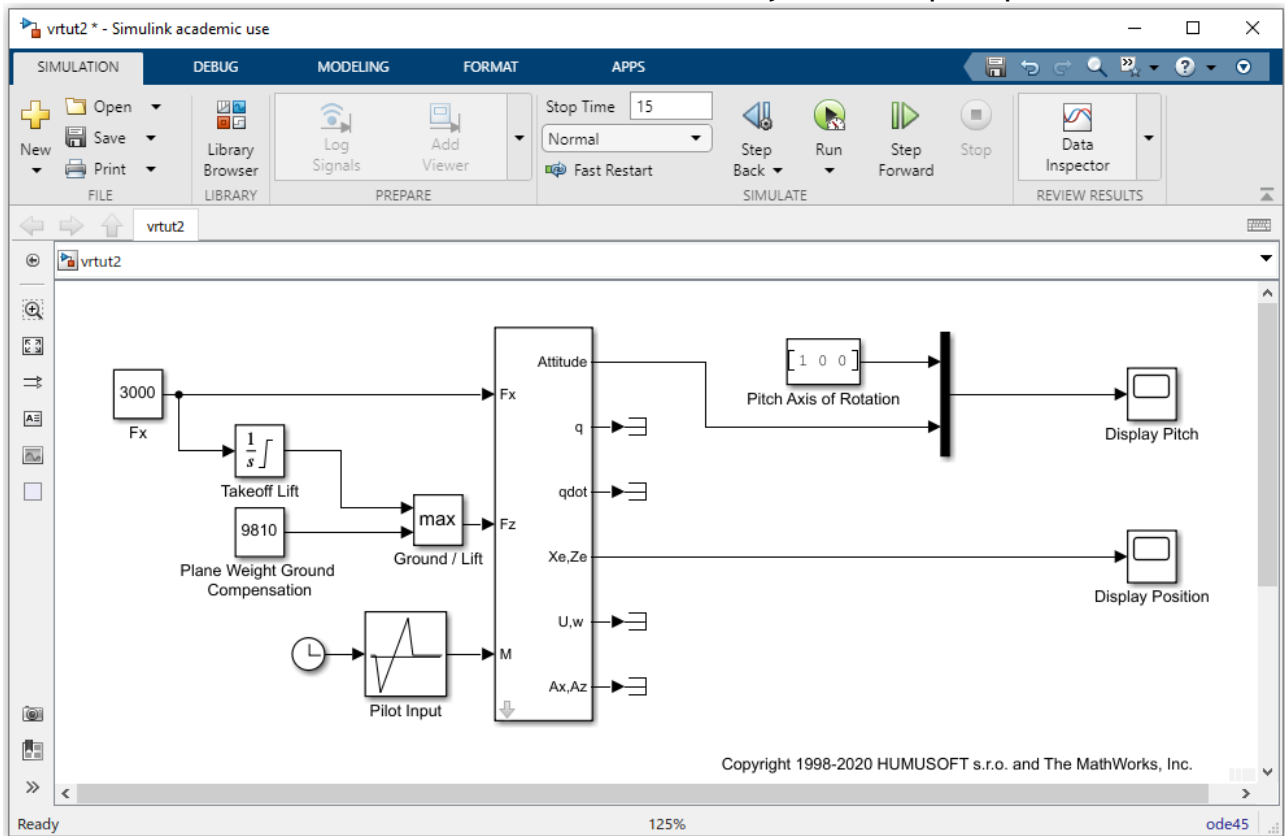 vrtut2 * - Simulink academic use
SIMULATION DEBUG MODELING FORMAT APPS
New
Open
Save
Print
FILE
Library
Browser
LIBRARY
Log
Signals
Add
Viewer
PREPARE
Stop Time 15
Normal
Fast Restart
Step
Back
Run
Step
Forward
Stop
SIMULATE
Data
Inspector
REVIEW RESULTS
vrtut2
vrtut2
3000
Fx
1
s
Takeoff Lift
9810
Plane Weight Ground
Compensation
max
Ground / Lift
Pilot Input
Fx
Fz
M
Attitude
q
qdot
Xe,Ze
U,w
Ax,Az
[1 0 0]
Pitch Axis of Rotation
Display Pitch
Display Position
Copyright 1998-2020 HUMUSOFT s.r.o. and The MathWorks, Inc.
Ready 125% ode45